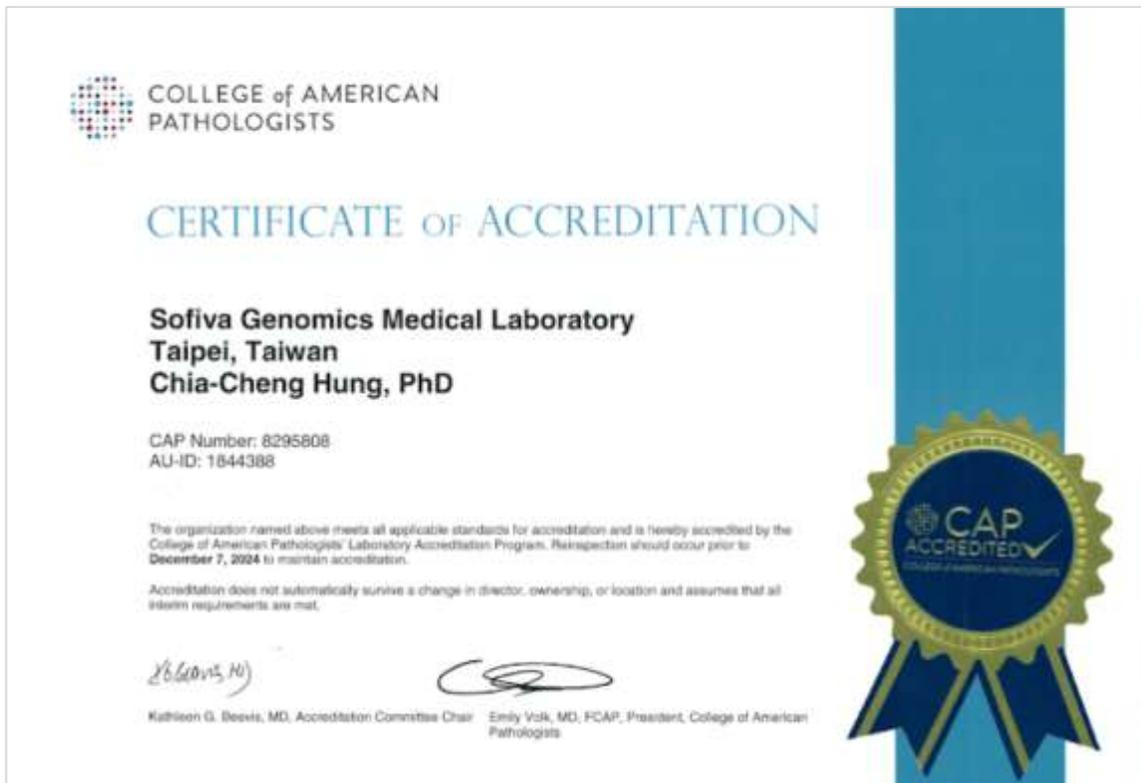 COLLEGE of AMERICAN
PATHOLOGISTS
CERTIFICATE OF ACCREDITATION
Sofiva Genomics Medical Laboratory
Taipei, Taiwan
Chia-Cheng Hung, PhD
CAP Number: 8295808
AU-ID: 1844388
The organization named above meets all applicable standards for accreditation and is hereby accredited by the
College of American Pathologists' Laboratory Accreditation Program. Reinspection should occur prior to
December 7, 2024 to maintain accreditation.
Accreditation does not automatically survive a change in director, ownership, or location and assumes that all
interim requirements are met.
Kathleen G. Beavis, MD, Accreditation Committee Chair
Emily Volk, MD, FCAP, President, College of American
Pathologists
CAP
ACCREDITED
COLLEGE of AMERICAN PATHOLOGISTS